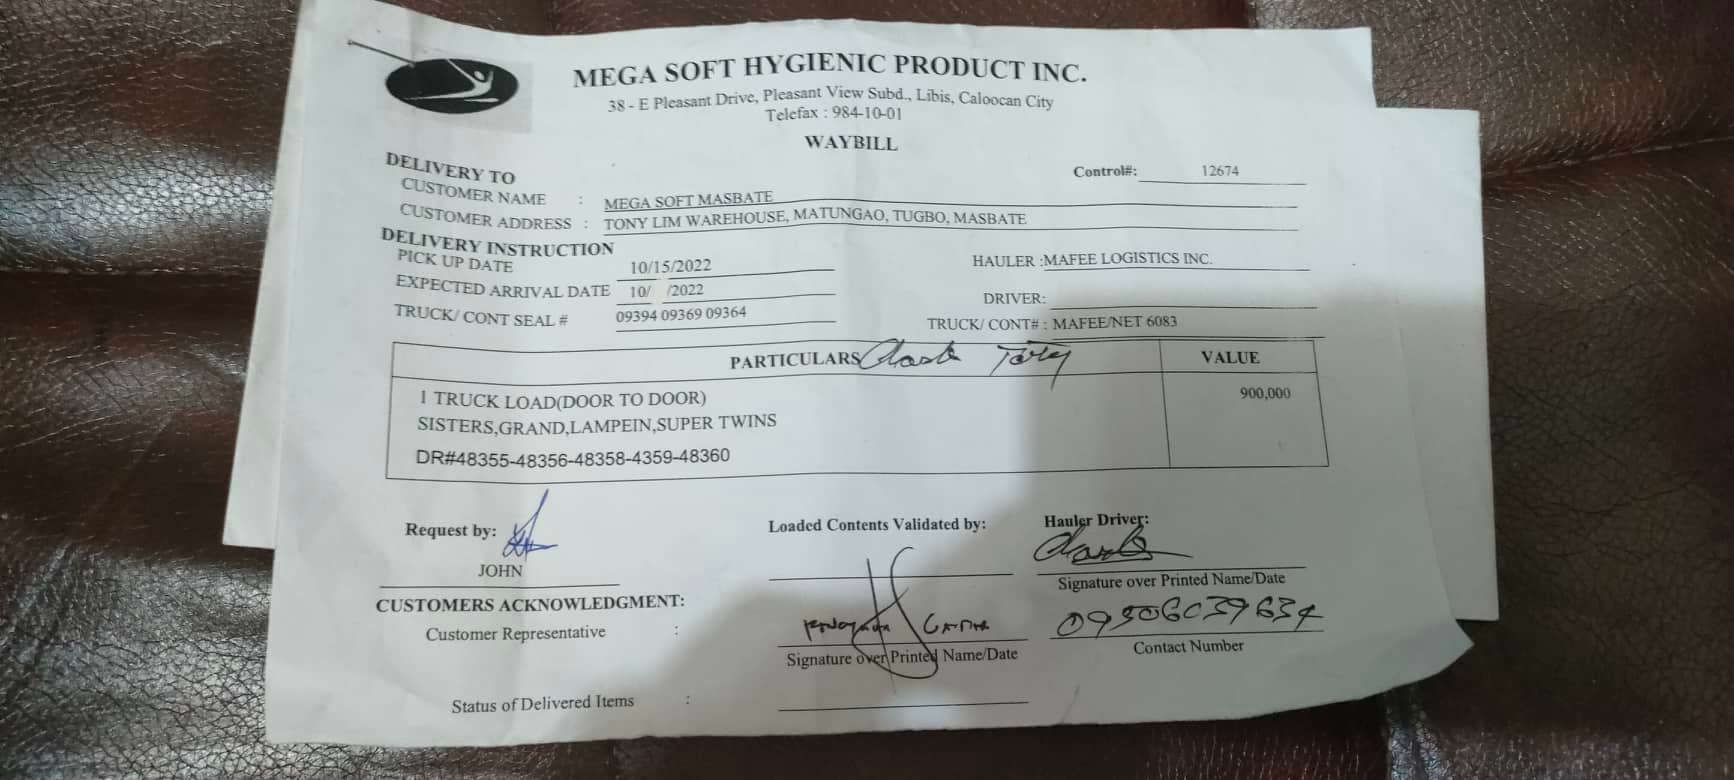 MEGA SOFT HYGIENIC PRODUCT INC.
38 - E Pleasant Drive, Pleasant View Subd., Libis, Caloocan City
Telefax : 984-10-01
WAYBILL
DELIVERY TO
Control#: 12674
CUSTOMER NAME : MEGA SOFT MASBATE
CUSTOMER ADDRESS : TONY LIM WAREHOUSE, MATUNGAO, TUGBO, MASBATE
DELIVERY INSTRUCTION
PICK UP DATE 10/15/2022 HAULER :MAFEE LOGISTICS INC.
EXPECTED ARRIVAL DATE 10/ /2022 DRIVER:
TRUCK/ CONT SEAL # 09394 09369 09364 TRUCK/ CONT# : MAFEE/NET 6083
PARTICULARS VALUE
1 TRUCK LOAD(DOOR TO DOOR) 900,000
SISTERS,GRAND,LAMPEIN,SUPER TWINS
DR#48355-48356-48358-4359-48360
Request by: Loaded Contents Validated by: Hauler Driver:
JOHN
Signature over Printed Name/Date
CUSTOMERS ACKNOWLEDGMENT:
09506039634
Customer Representative :
Signature over Printed Name/Date Contact Number
Status of Delivered Items :